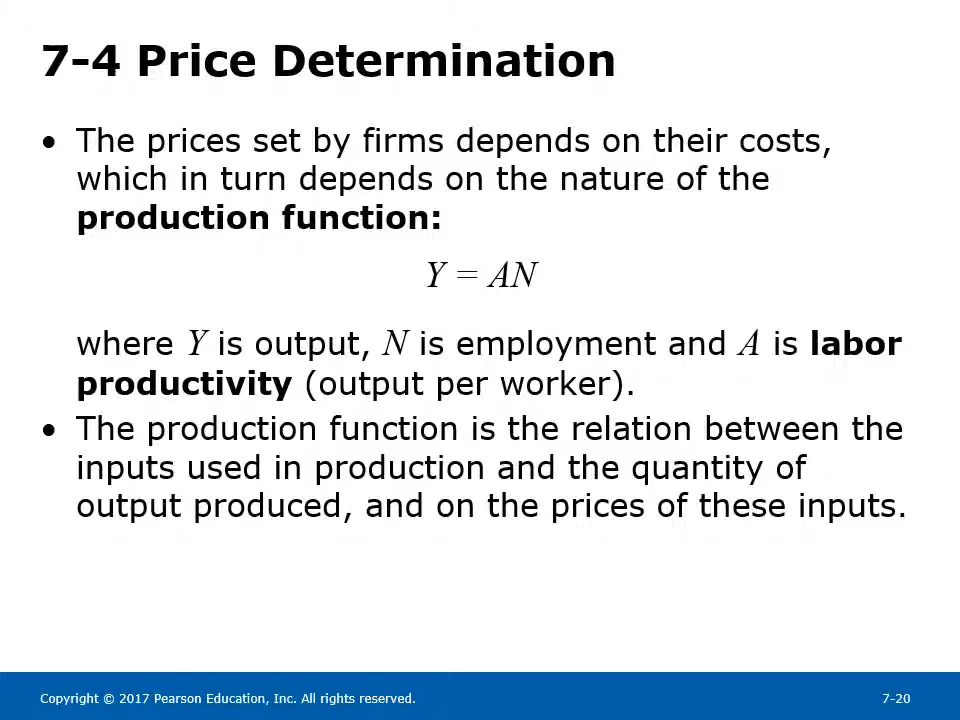 7-4 Price Determination
• The prices set by firms depends on their costs,
which in turn depends on the nature of the
production function:
Y = AN
where Y is output, N is employment and A is labor
productivity (output per worker).
• The production function is the relation between the
inputs used in production and the quantity of
output produced, and on the prices of these inputs.
Copyright © 2017 Pearson Education, Inc. All rights reserved.
7-20